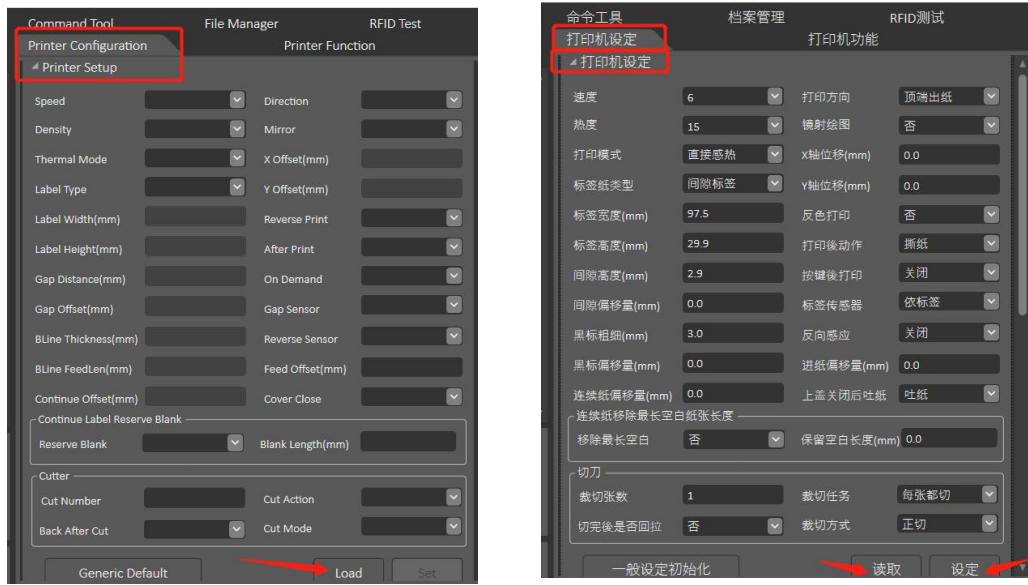 Command Tool File Manager RFID Test
Printer Configuration Printer Function
Printer Setup
Speed Direction
Density Mirror
Thermal Mode X Offset(mm)
Label Type Y Offset(mm)
Label Width(mm) Reverse Print
Label Height(mm) After Print
Gap Distance(mm) On Demand
Gap Offset(mm) Gap Sensor
BLine Thickness(mm) Reverse Sensor
BLine FeedLen(mm) Feed Offset(mm)
Continue Offset(mm) Cover Close
Continue Label Reserve Blank
Reserve Blank Blank Length(mm)
Cutter
Cut Number Cut Action
Back After Cut Cut Mode
Generic Default Load Set
命令工具 档案管理 RFID测试
打印机设定 打印机功能
打印机设定
速度 6 打印方向 顶端出纸
热度 15 镜射绘图 否
打印模式 直接感热 X轴位移(mm) 0.0
标签纸类型 间隙标签 Y轴位移(mm) 0.0
标签宽度(mm) 97.5 反色打印 否
标签高度(mm) 29.9 打印後动作 撕纸
间隙高度(mm) 2.9 按键後打印 关闭
间隙偏移量(mm) 0.0 标签传感器 依标签
黑标粗细(mm) 3.0 反向感应 关闭
黑标偏移量(mm) 0.0 进纸偏移量(mm) 0.0
连续纸偏移量(mm) 0.0 上盖关闭后吐纸 吐纸
连续纸移除最长空白纸张长度
移除最长空白 否 保留空白长度(mm) 0.0
切刀
裁切张数 1 裁切任务 每张都切
切完後是否回拉 否 裁切方式 正切
一般设定初始化 读取 设定